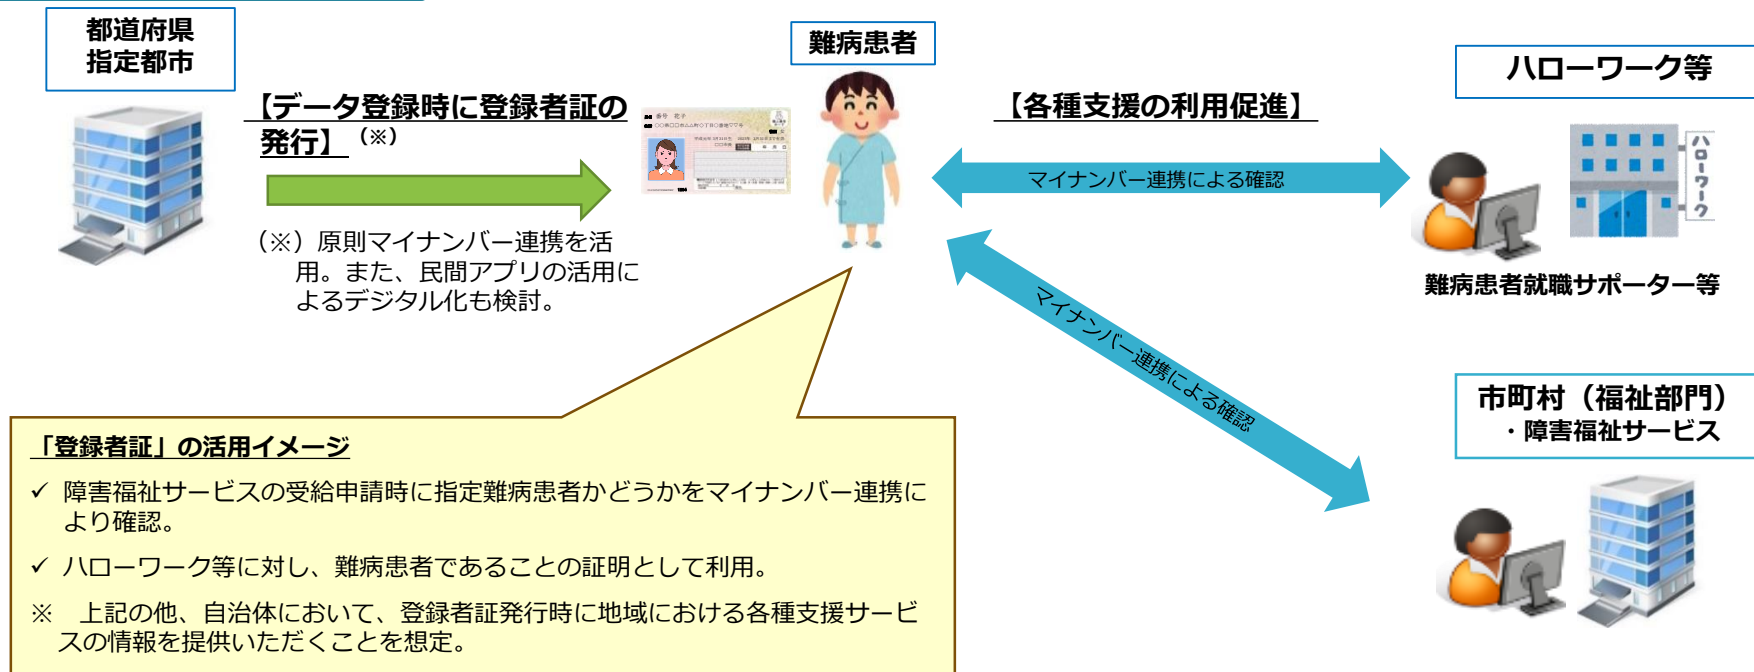 都道府県
指定都市
難病患者
ハローワーク等
【データ登録時に登録者証の
発行】（※）
番号 花子
【各種支援の利用促進】
マイナンバー連携による確認
ハローワーク
（※）原則マイナンバー連携を活
用。また、民間アプリの活用に
よるデジタル化も検討。
難病患者就職サポーター等
マイナンバー連携による確認
市町村（福祉部門）
・障害福祉サービス
「登録者証」の活用イメージ
✓ 障害福祉サービスの受給申請時に指定難病患者かどうかをマイナンバー連携に
より確認。
✓ ハローワーク等に対し、難病患者であることの証明として利用。
※　上記の他、自治体において、登録者証発行時に地域における各種支援サービ
スの情報を提供いただくことを想定。